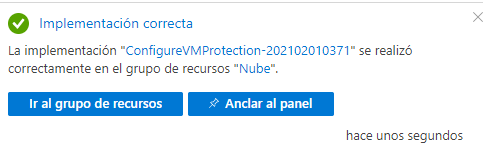 Implementación correcta
La implementación "ConfigureVMProtection-202102010371" se realizó
correctamente en el grupo de recursos "Nube".
Ir al grupo de recursos
Anclar al panel
hace unos segundos